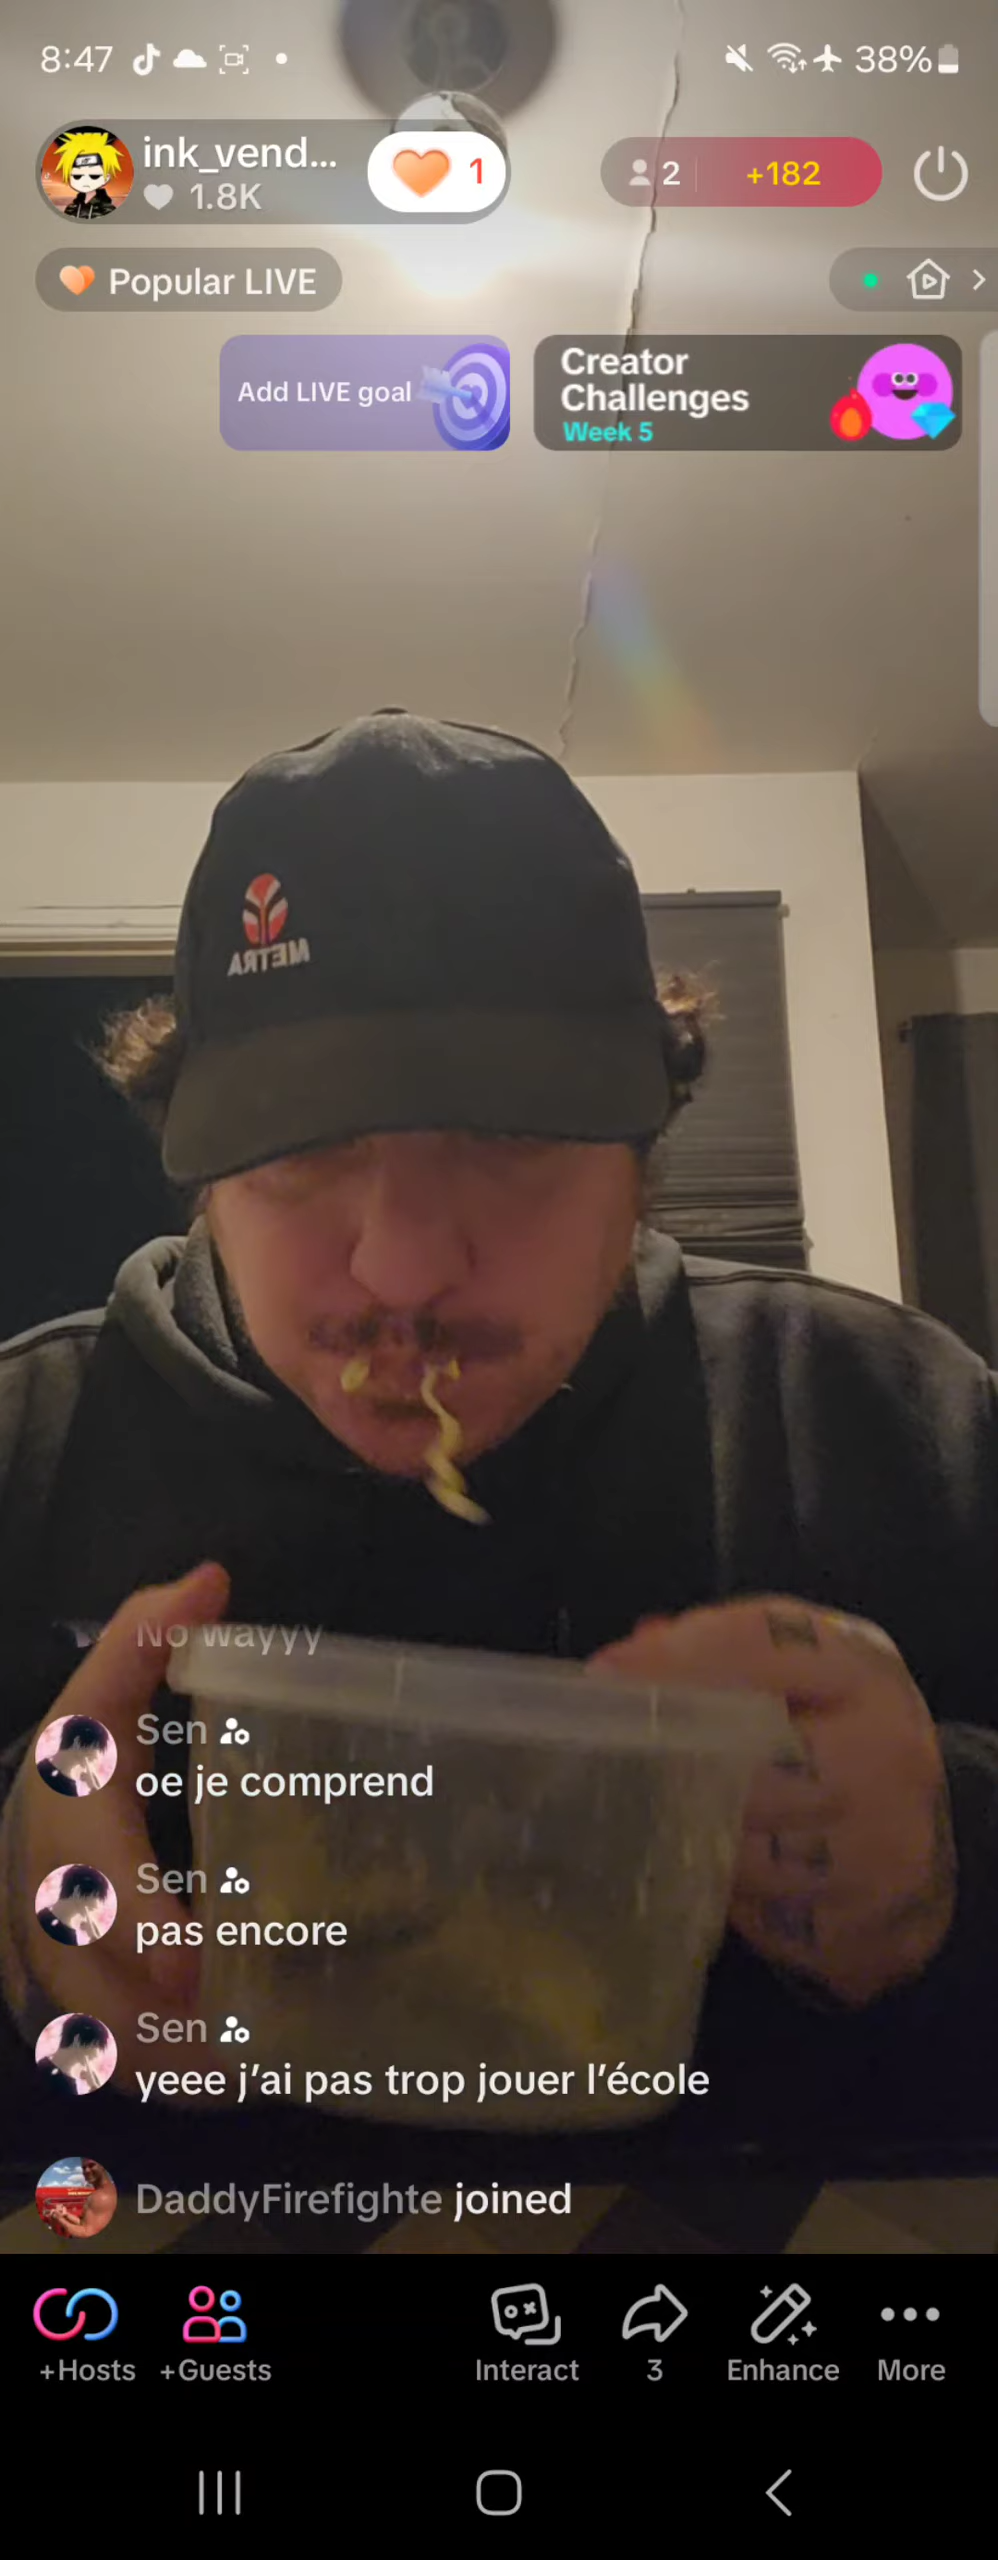 8:47
38%
ink_vend...
1.8K
1
2
+182
Popular LIVE
Add LIVE goal
Creator
Challenges
Week 5
METRA
No wayyy
Sen
oe je comprend
Sen
pas encore
Sen
yeee j'ai pas trop jouer l'école
DaddyFirefighte joined
+Hosts
+Guests
Interact
3
Enhance
More